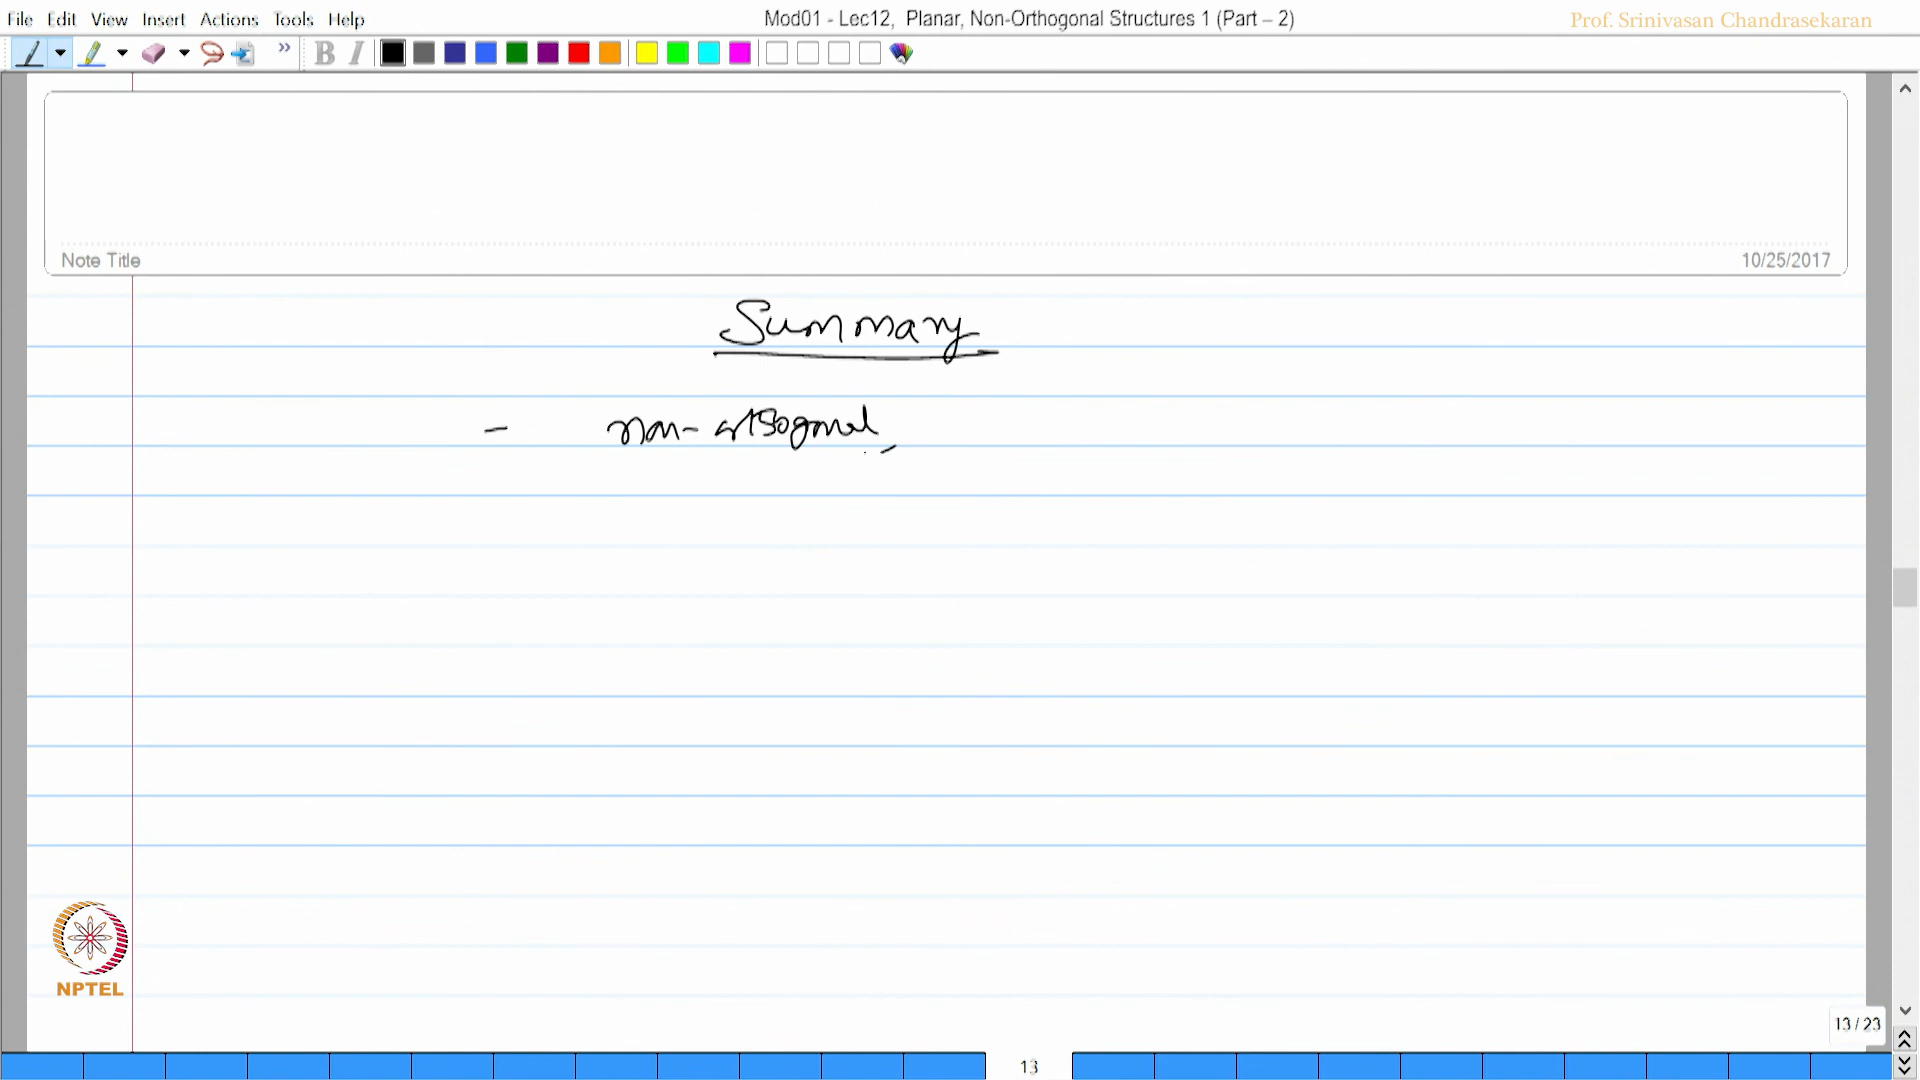 File Edit View Insert Actions Tools Help
Mod01 - Lec12, Planar, Non-Orthogonal Structures 1 (Part – 2)
Prof. Srinivasan Chandrasekaran
B I
Note Title
10/25/2017
Summary
- non-orthogonal
NPTEL
13 / 23
13